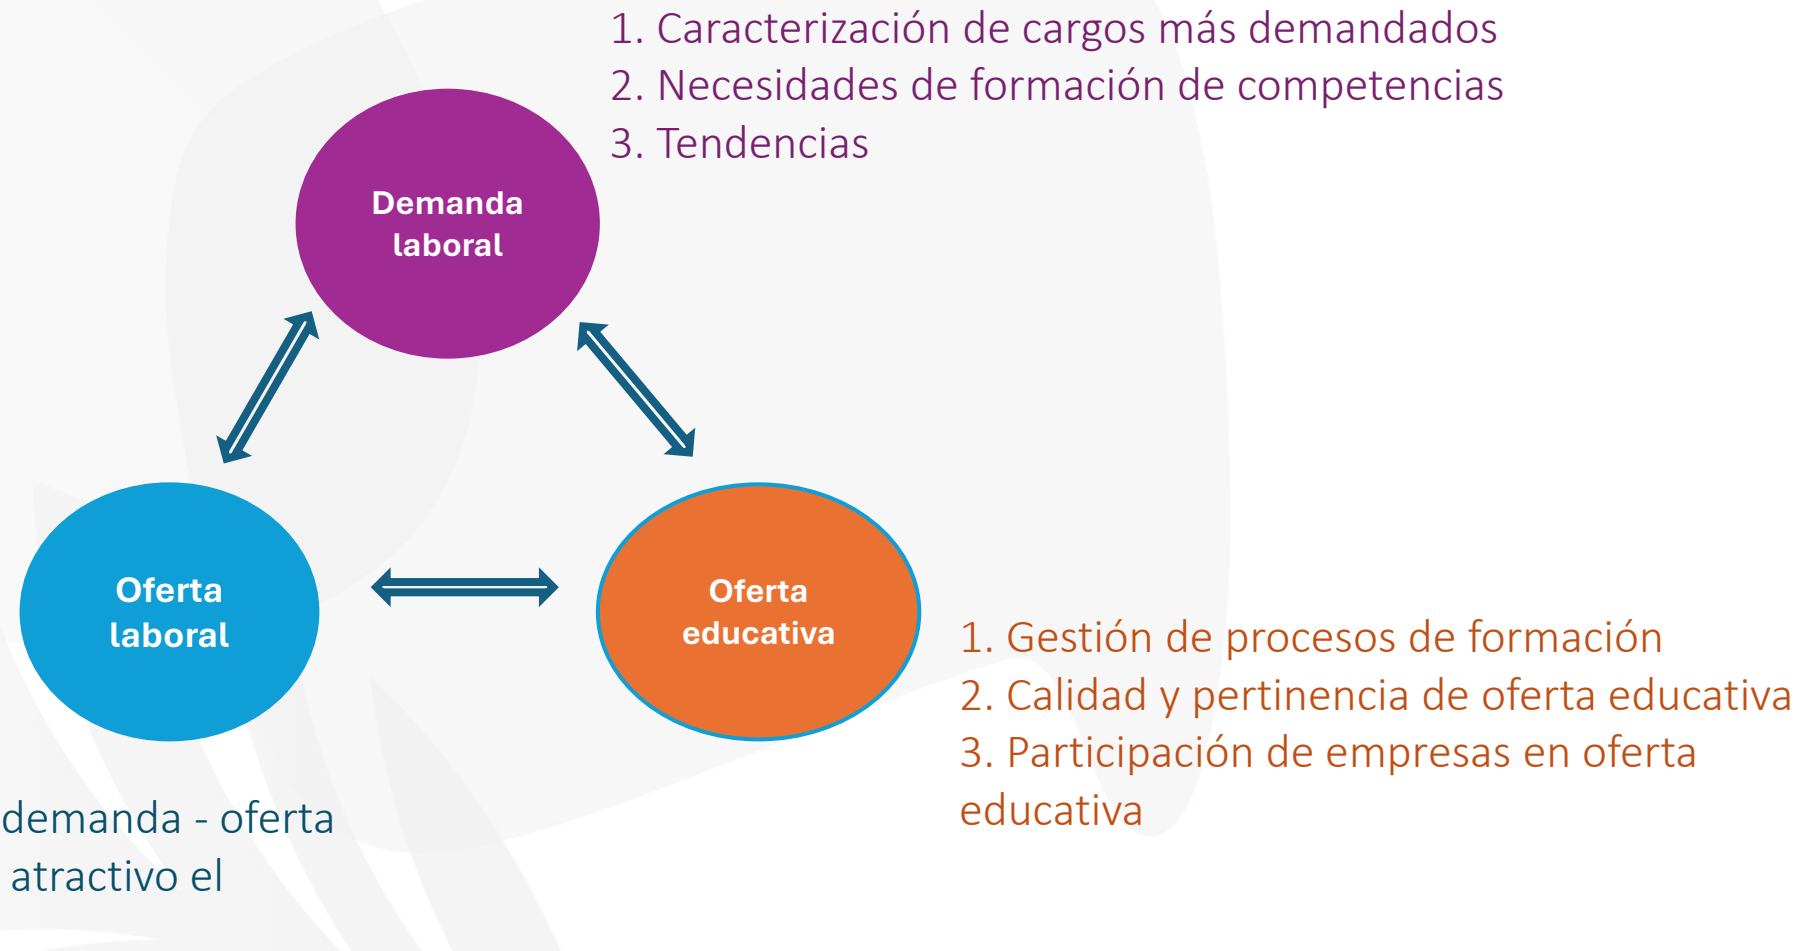 1. Caracterización de cargos más demandados
2. Necesidades de formación de competencias
3. Tendencias
Demanda
laboral
Oferta
laboral
Oferta
educativa
1. Gestión de procesos de formación
2. Calidad y pertinencia de oferta educativa
3. Participación de empresas en oferta
educativa
demanda - oferta
atractivo el